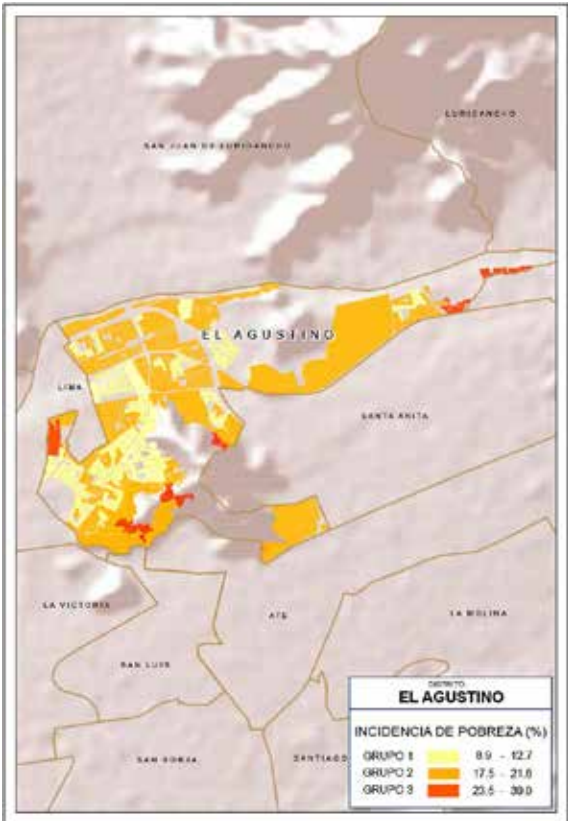 LURIGANCHO
SAN JUAN DE LURIGANCHO
EL AGUSTINO
LIMA
SANTA ANITA
LA VICTORIA
ATE
LA MOLINA
SAN LUIS
SAN BORJA
SANTIAGO
DISTRITO
EL AGUSTINO
INCIDENCIA DE POBREZA (%)
GRUPO 1 8.9 - 12.7
GRUPO 2 17.5 - 21.6
GRUPO 3 23.5 - 39.0